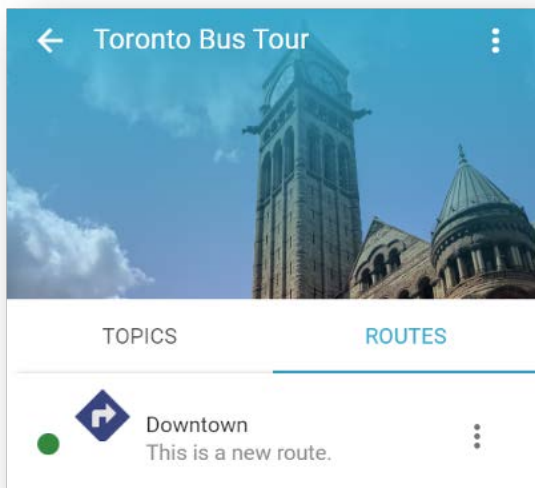 Toronto Bus Tour
TOPICS
ROUTES
Downtown
This is a new route.